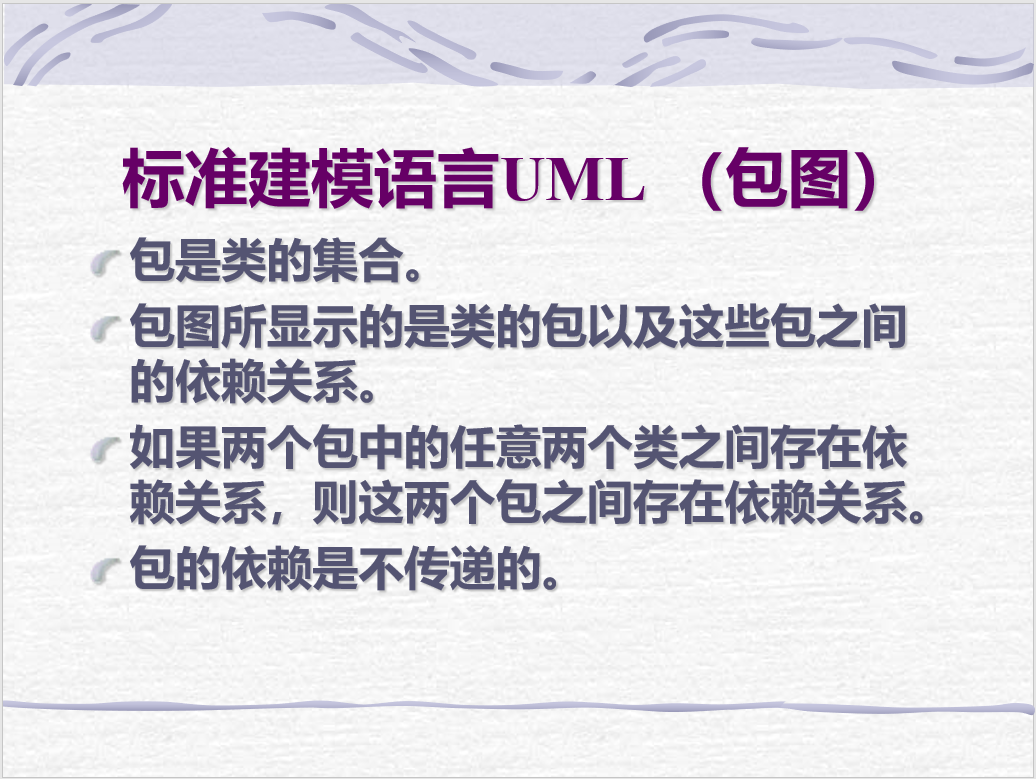 标准建模语言UML （包图）
包是类的集合。
包图所显示的是类的包以及这些包之间
的依赖关系。
如果两个包中的任意两个类之间存在依
赖关系，则这两个包之间存在依赖关系。
包的依赖是不传递的。